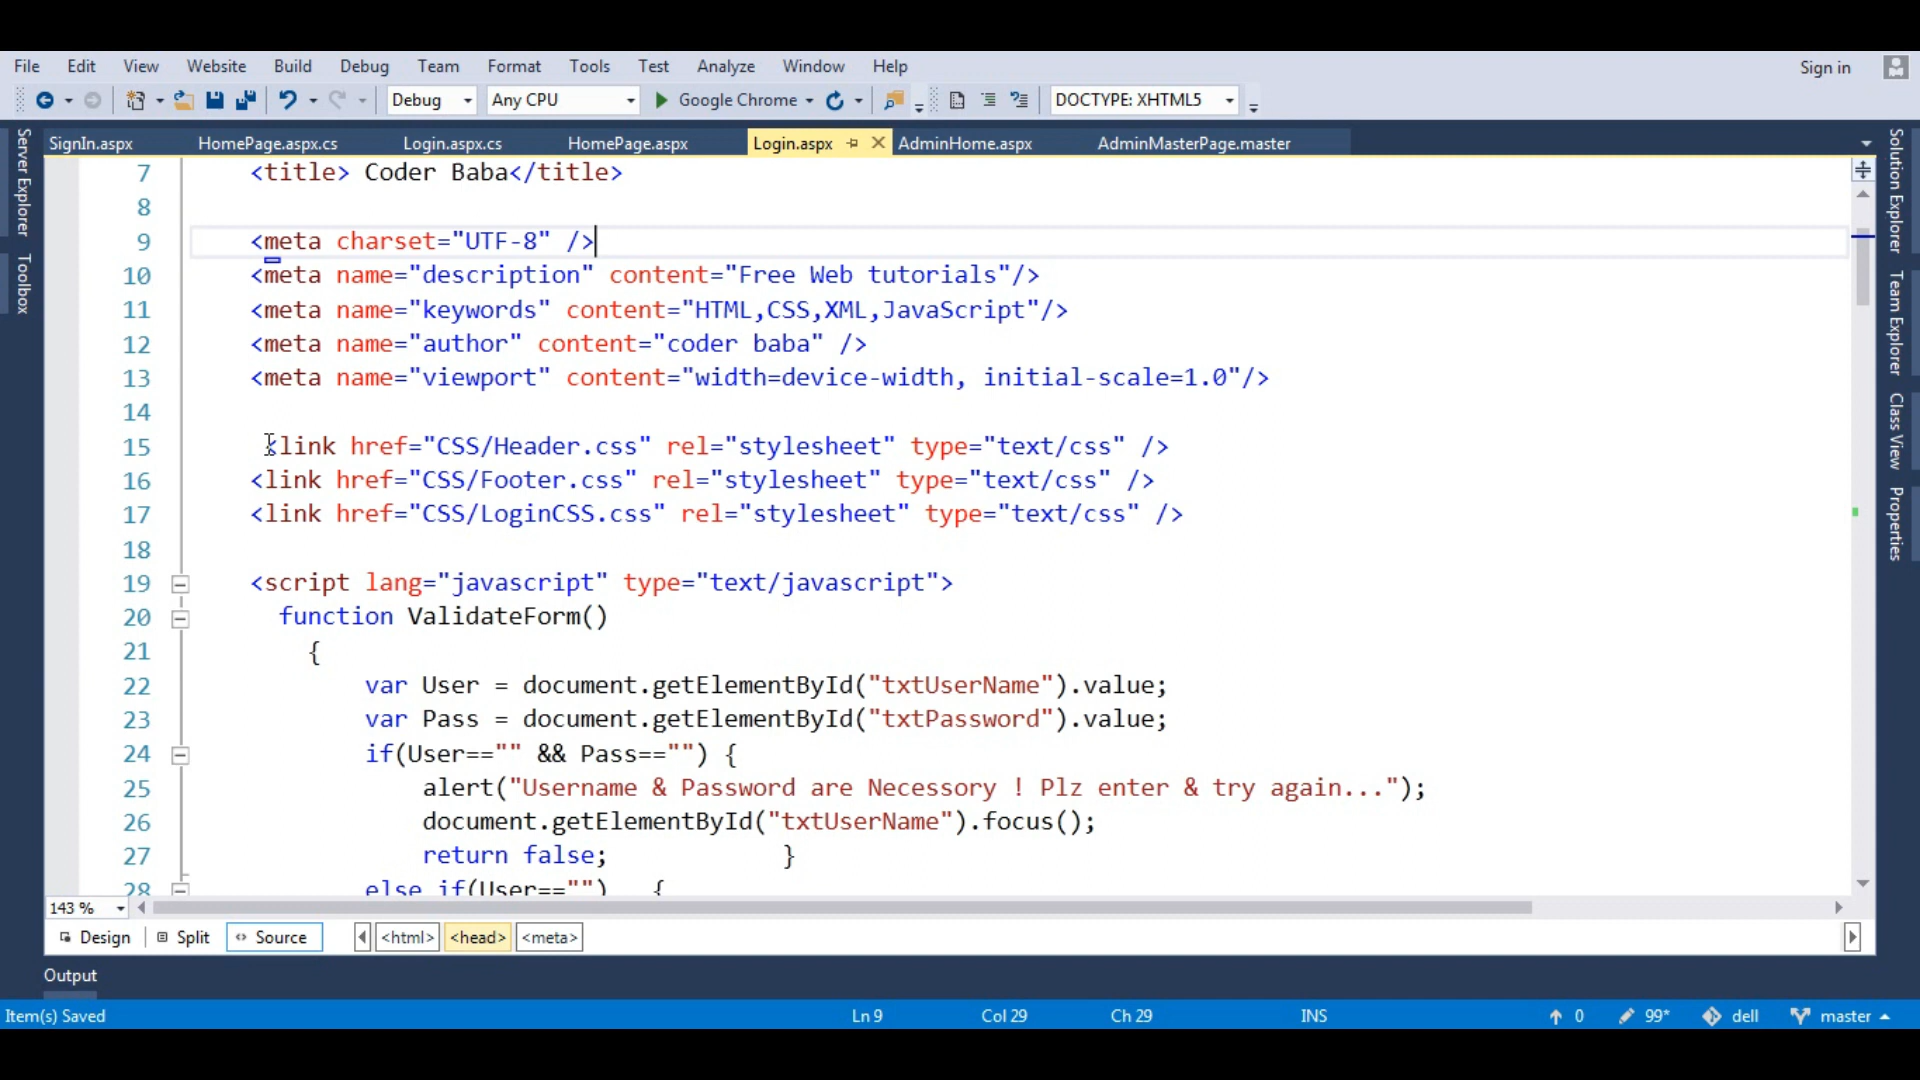 File Edit View Website Build Debug Team Format Tools Test Analyze Window Help Sign in
Debug Any CPU Google Chrome DOCTYPE: XHTML5
SignIn.aspx HomePage.aspx.cs Login.aspx.cs HomePage.aspx Login.aspx AdminHome.aspx AdminMasterPage.master
Server Explorer
Toolbox
7 <title> Coder Baba</title>
8
9 <meta charset="UTF-8" />
10 <meta name="description" content="Free Web tutorials"/>
11 <meta name="keywords" content="HTML,CSS,XML,JavaScript"/>
12 <meta name="author" content="coder baba" />
13 <meta name="viewport" content="width=device-width, initial-scale=1.0"/>
14
15 <link href="CSS/Header.css" rel="stylesheet" type="text/css" />
16 <link href="CSS/Footer.css" rel="stylesheet" type="text/css" />
17 <link href="CSS/LoginCSS.css" rel="stylesheet" type="text/css" />
18
19 <script lang="javascript" type="text/javascript">
20 function ValidateForm()
21 {
22 var User = document.getElementById("txtUserName").value;
23 var Pass = document.getElementById("txtPassword").value;
24 if(User=="" && Pass=="") {
25 alert("Username & Password are Necessory ! Plz enter & try again...");
26 document.getElementById("txtUserName").focus();
27 return false; }
28 else if(User=="") {
Solution Explorer
Team Explorer
Class View
Properties
143 %
Design Split Source <html> <head> <meta>
Output
Item(s) Saved Ln 9 Col 29 Ch 29 INS 0 99* dell master